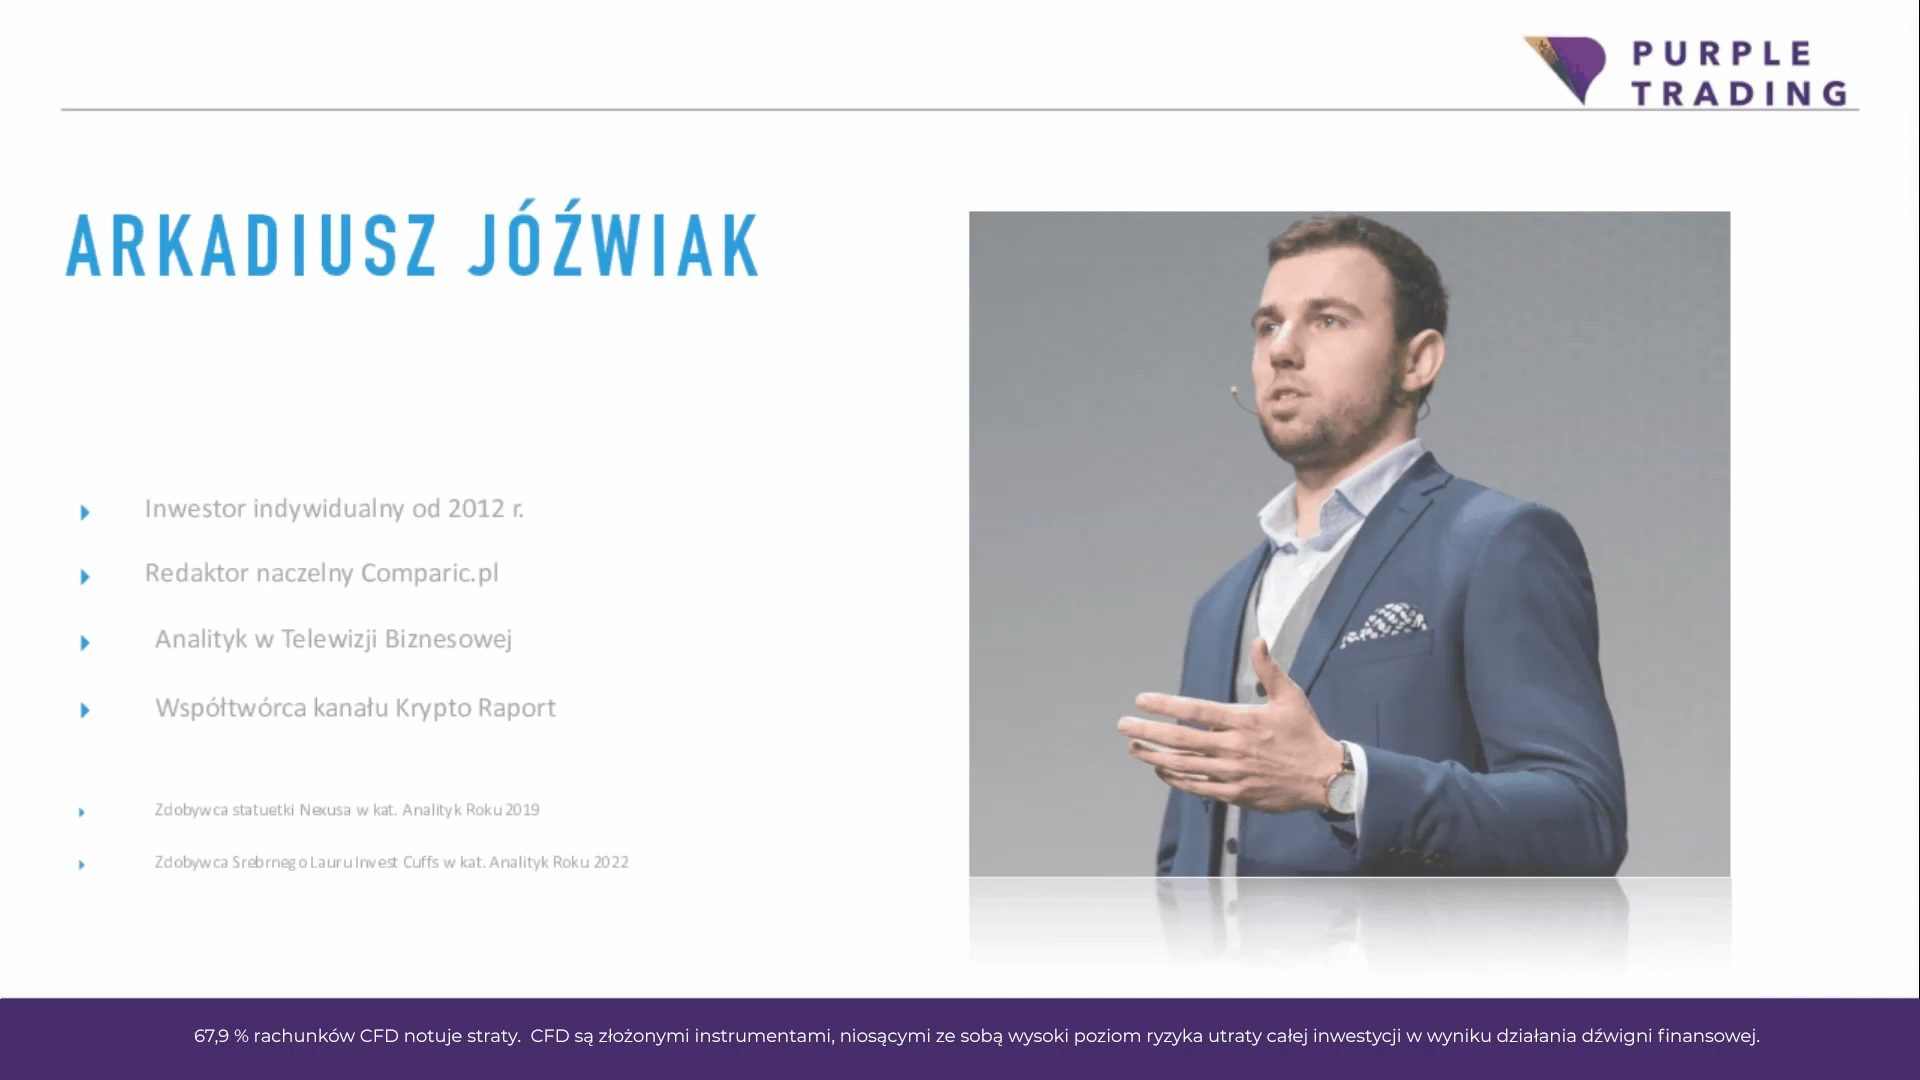 PURPLE
TRADING
ARKADIUSZ JÓŹWIAK
Inwestor indywidualny od 2012 r.
Redaktor naczelny Comparic.pl
Analityk w Telewizji Biznesowej
Współtwórca kanału Krypto Raport
Zdobywca statuetki Nexusa w kat. Analityk Roku 2019
Zdobywca Srebrnego Lauru Invest Cuffs w kat. Analityk Roku 2022
67,9 % rachunków CFD notuje straty. CFD są złożonymi instrumentami, niosącymi ze sobą wysoki poziom ryzyka utraty całej inwestycji w wyniku działania dźwigni finansowej.